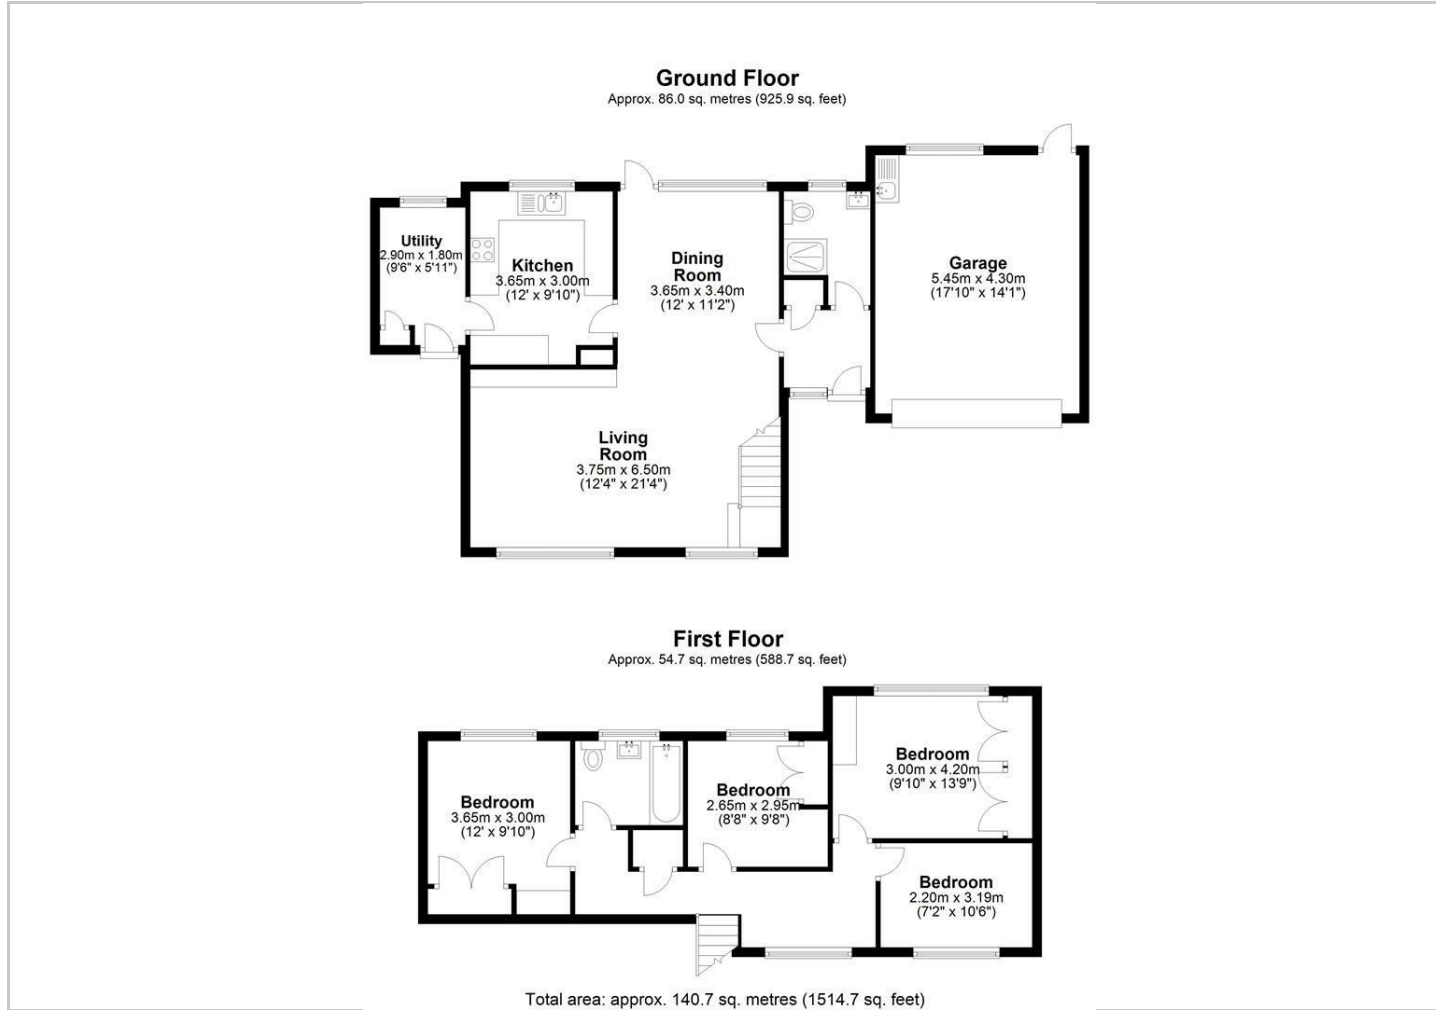 Ground Floor
Approx. 86.0 sq. metres (925.9 sq. feet)
Utility
2.90m x 1.80m
(9'6" x 5'11")
Kitchen
3.65m x 3.00m
(12' x 9'10")
Dining
Room
3.65m x 3.40m
(12' x 11'2")
Garage
5.45m x 4.30m
(17'10" x 14'1")
Living
Room
3.75m x 6.50m
(12'4" x 21'4")
First Floor
Approx. 54.7 sq. metres (588.7 sq. feet)
Bedroom
3.65m x 3.00m
(12' x 9'10")
Bedroom
2.65m x 2.95m
(8'8" x 9'8")
Bedroom
3.00m x 4.20m
(9'10" x 13'9")
Bedroom
2.20m x 3.19m
(7'2" x 10'6")
Total area: approx. 140.7 sq. metres (1514.7 sq. feet)